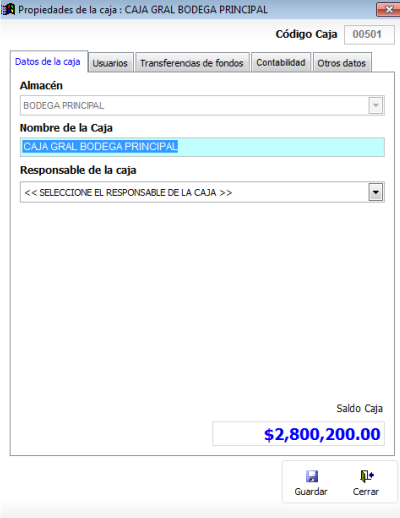 Propiedades de la caja : CAJA GRAL BODEGA PRINCIPAL
Código Caja 00501
Datos de la caja Usuarios Transferencias de fondos Contabilidad Otros datos
Almacén
BODEGA PRINCIPAL
Nombre de la Caja
CAJA GRAL BODEGA PRINCIPAL
Responsable de la caja
<< SELECCIONE EL RESPONSABLE DE LA CAJA >>
Saldo Caja
$2,800,200.00
Guardar Cerrar